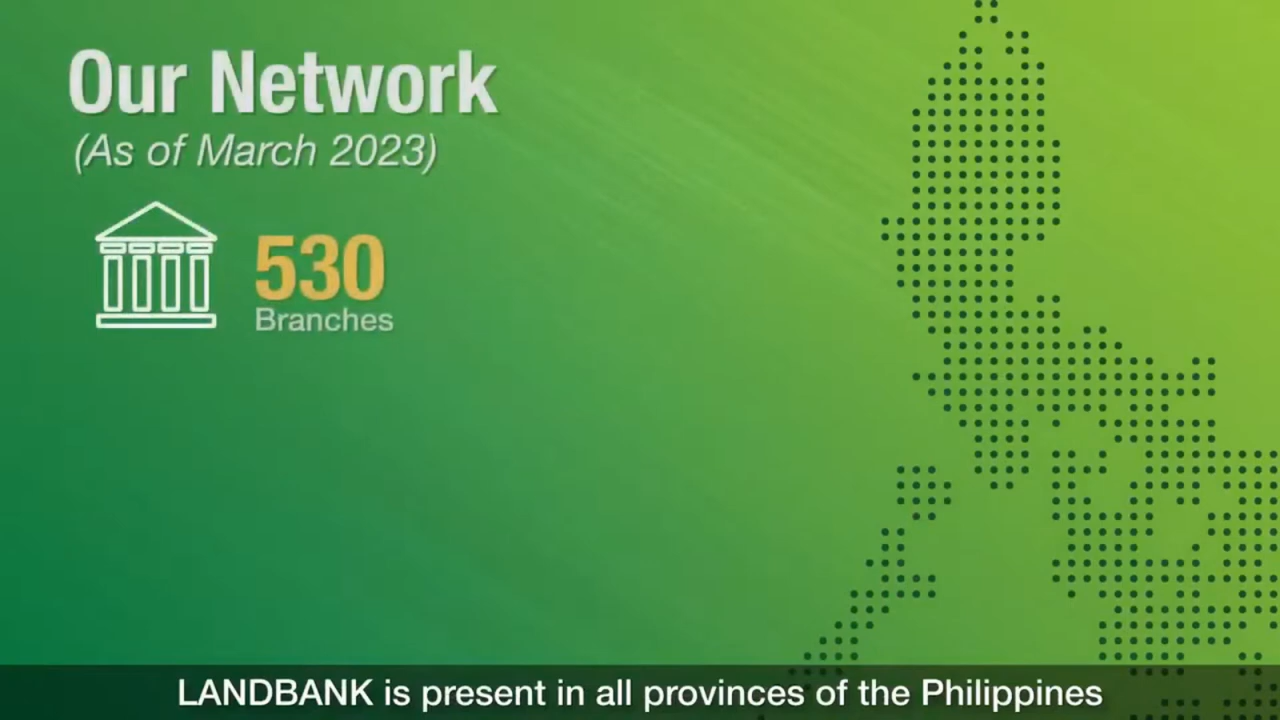 Our Network
(As of March 2023)
530
Branches
LANDBANK is present in all provinces of the Philippines